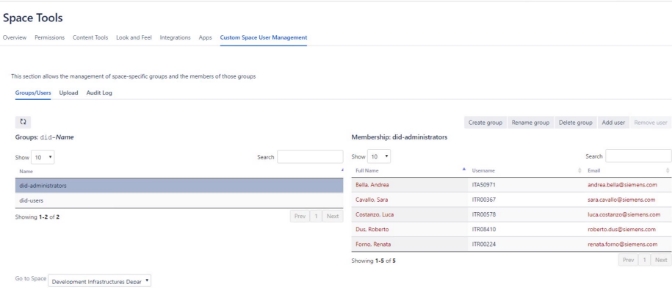 Space Tools
Overview Permissions Content Tools Look and Feel Integrations Apps Custom Space User Management
This section allows the management of space-specific groups and the members of those groups
Groups/Users Upload Audit Log
Create group Rename group Delete group Add user Remove user
Groups: did-Name
Membership: did-administrators
Show 10 Search
Show 10 Search
Name
Full Name Username Email
did-administrators
did-users
Showing 1-2 of 2 Prev 1 Next
Bella, Andrea ITA50971 andrea.bella@siemens.com
Cavallo, Sara ITR00367 sara.cavallo@siemens.com
Costanzo, Luca ITR00578 luca.costanzo@siemens.com
Dus, Roberto ITR08410 roberto.dus@siemens.com
Forno, Renata ITR00224 renata.forno@siemens.com
Showing 1-5 of 5 Prev 1 Next
Go to Space Development Infrastructures Depar